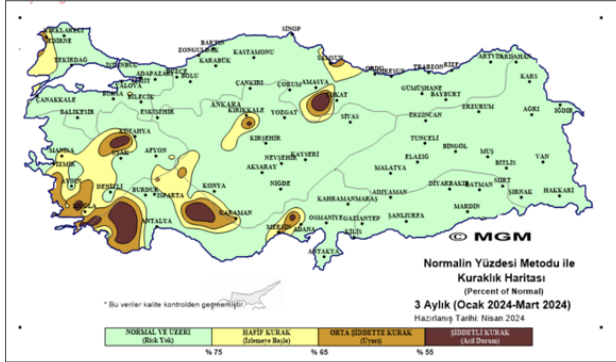 SİNOP
KIRKLARELİ
EDİRNE
BARTIN
ZONGULDAK
KASTAMONU
SAMSUN
TEKİRDAĞ
İSTANBUL
KARABÜK
ORDU
GİRESUN
TRABZON
RİZE
ARTVİN
ARDAHAN
ADAPAZARI
DÜZCE
BOLU
YALOVA
ÇANKIRI
ÇORUM
AMASYA
TOKAT
GÜMÜŞHANE
KARS
ÇANAKKALE
BURSA
BİLECİK
ANKARA
BAYBURT
BALIKESİR
ESKİŞEHİR
KIRIKKALE
YOZGAT
SİVAS
ERZİNCAN
ERZURUM
AĞRI
IĞDIR
KÜTAHYA
KIRŞEHİR
TUNCELİ
MANİSA
UŞAK
AFYON
NEVŞEHİR
KAYSERİ
ELAZIĞ
BİNGÖL
MUŞ
VAN
İZMİR
AKSARAY
BİTLİS
AYDIN
DENİZLİ
BURDUR
ISPARTA
KONYA
NİĞDE
MALATYA
DİYARBAKIR
BATMAN
SİİRT
HAKKARİ
MUĞLA
ANTALYA
KARAMAN
KAHRAMANMARAŞ
ADIYAMAN
ŞIRNAK
MERSİN
ADANA
OSMANİYE
GAZİANTEP
ŞANLIURFA
MARDİN
KİLİS
ANTAKYA
© MGM
Normalin Yüzdesi Metodu ile
Kuraklık Haritası
(Percent of Normal)
3 Aylık (Ocak 2024-Mart 2024)
Hazırlanış Tarihi: Nisan 2024
* Bu veriler kalite kontrolden geçmemiştir.
NORMAL VE ÜZERİ
(Risk Yok)
HAFİF KURAK
(İzlemeye Başla)
ORTA ŞİDDETTE KURAK
(Uyarı)
ŞİDDETLİ KURAK
(Acil Durum)
% 75
% 65
% 55